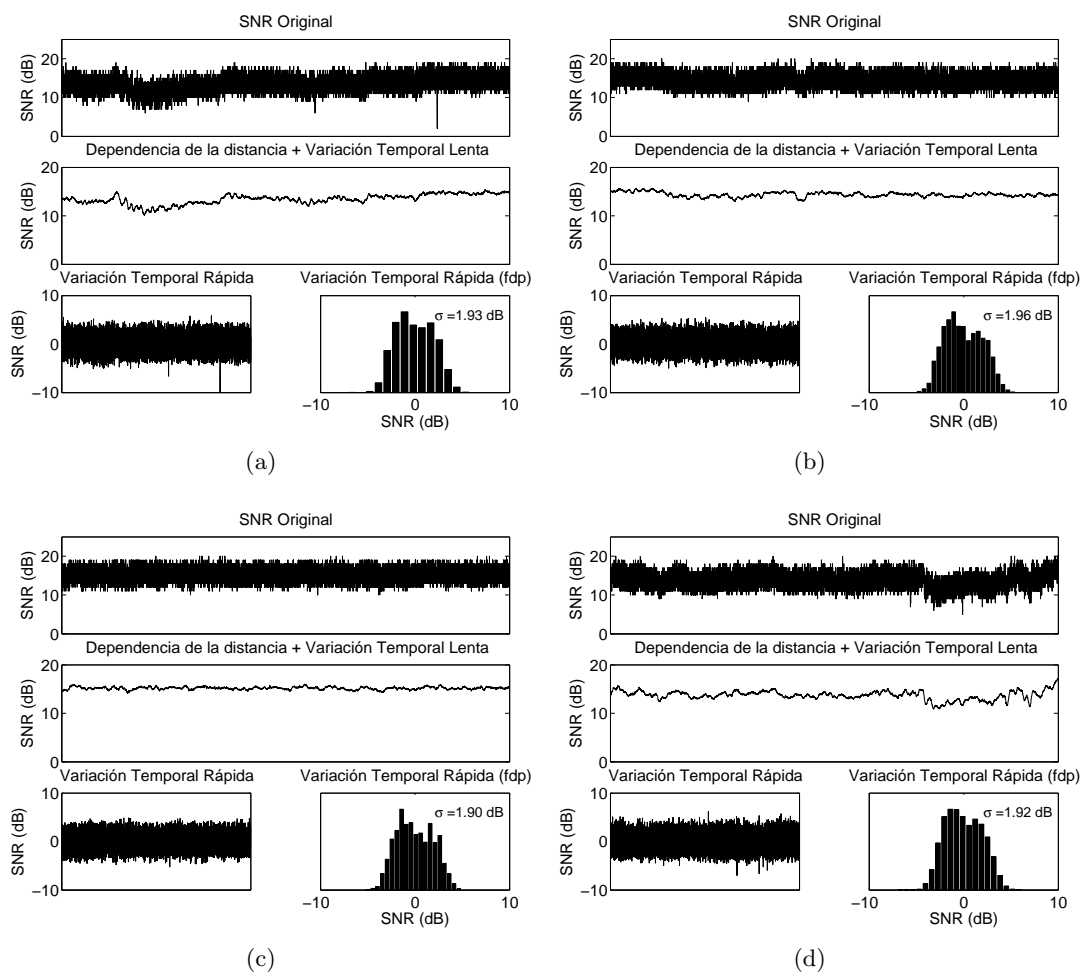 SNR Original
SNR (dB)
20
10
0
Dependencia de la distancia + Variación Temporal Lenta
SNR (dB)
20
10
0
Variación Temporal Rápida
SNR (dB)
10
0
−10
Variación Temporal Rápida (fdp)
σ =1.93 dB
−10 0 10
SNR (dB)
(a)
SNR Original
SNR (dB)
20
10
0
Dependencia de la distancia + Variación Temporal Lenta
SNR (dB)
20
10
0
Variación Temporal Rápida
SNR (dB)
10
0
−10
Variación Temporal Rápida (fdp)
σ =1.96 dB
−10 0 10
SNR (dB)
(b)
SNR Original
SNR (dB)
20
10
0
Dependencia de la distancia + Variación Temporal Lenta
SNR (dB)
20
10
0
Variación Temporal Rápida
SNR (dB)
10
0
−10
Variación Temporal Rápida (fdp)
σ =1.90 dB
−10 0 10
SNR (dB)
(c)
SNR Original
SNR (dB)
20
10
0
Dependencia de la distancia + Variación Temporal Lenta
SNR (dB)
20
10
0
Variación Temporal Rápida
SNR (dB)
10
0
−10
Variación Temporal Rápida (fdp)
σ =1.92 dB
−10 0 10
SNR (dB)
(d)